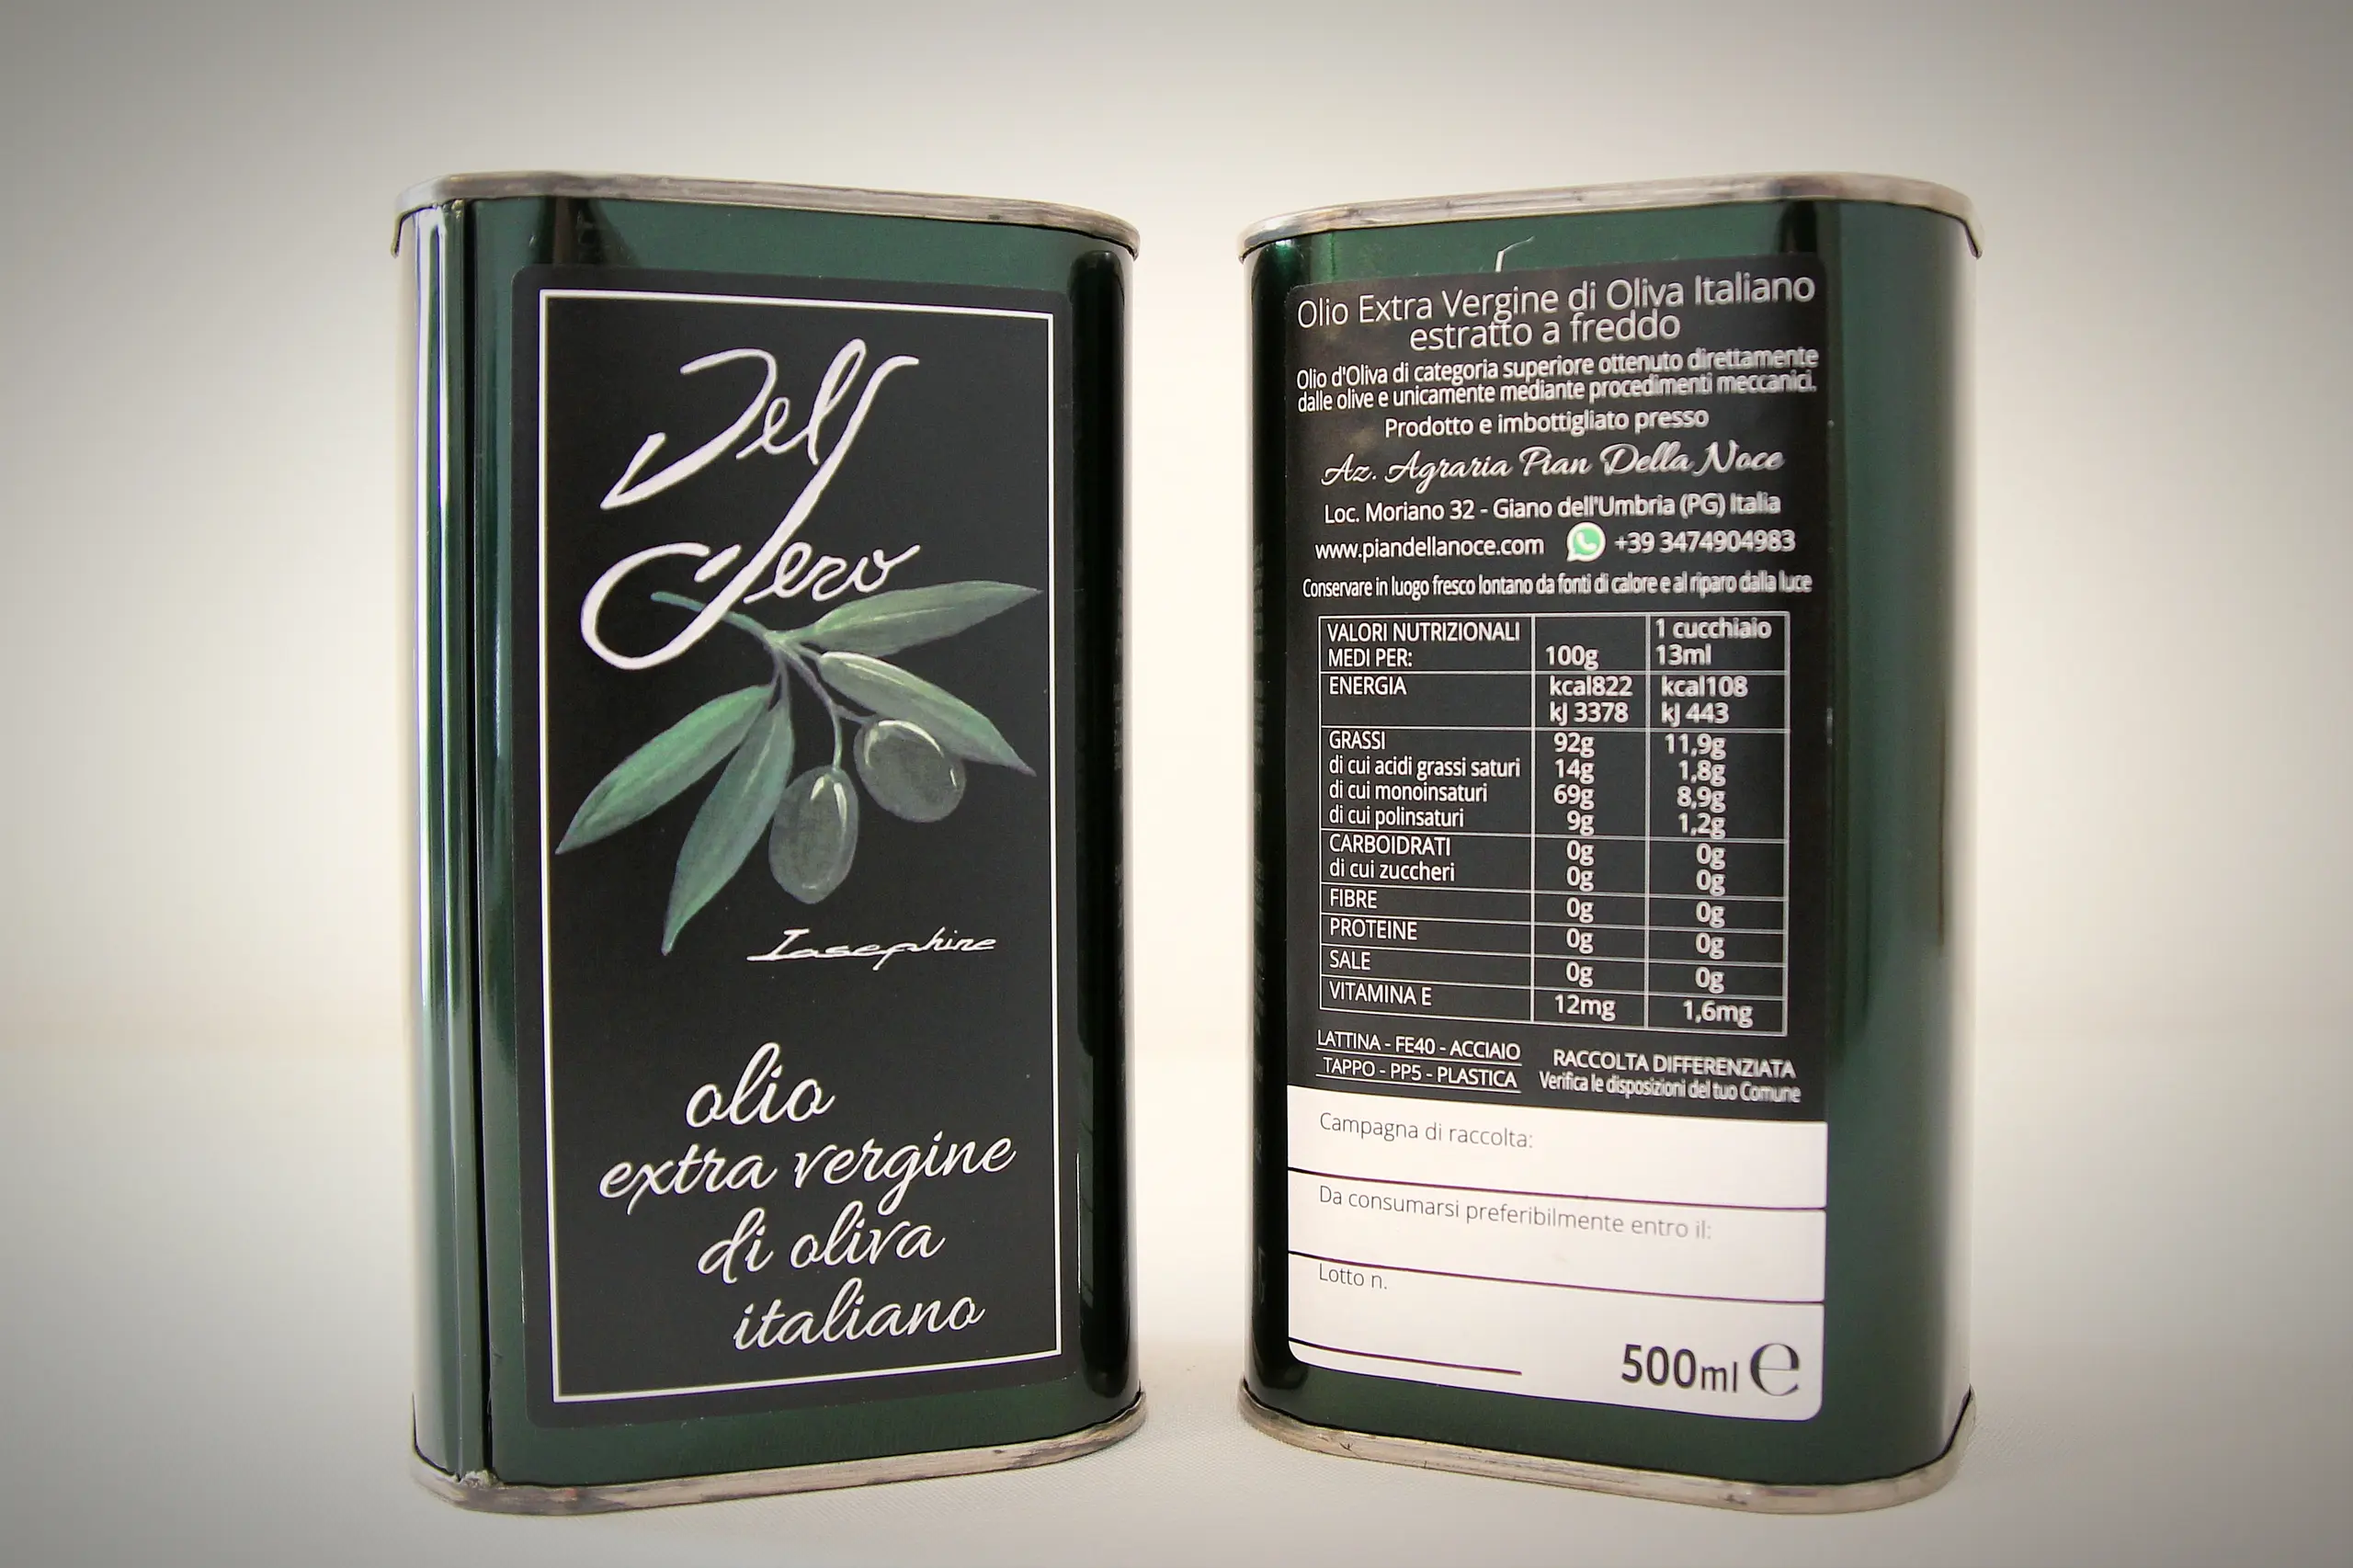 Dels
Gero
Iosephine
olio
extra vergine
di oliva
italiano
Olio Extra Vergine di Oliva Italiano
estratto a freddo
Olio d'Oliva di categoria superiore ottenuto direttamente
dalle olive e unicamente mediante procedimenti meccanici.
Prodotto e imbottigliato presso
Az. Agraria Pian Della Noce
Loc. Moriano 32 - Giano dell'Umbria (PG) Italia
www.piandellanoce.com +39 3474904983
Conservare in luogo fresco lontano da fonti di calore e al riparo dalla luce
VALORI NUTRIZIONALI 1 cucchiaio
MEDI PER: 100g 13ml
ENERGIA kcal822 kcal108
kJ 3378 kJ 443
GRASSI 92g 11,9g
di cui acidi grassi saturi 14g 1,8g
di cui monoinsaturi 69g 8,9g
di cui polinsaturi 9g 1,2g
CARBOIDRATI 0g 0g
di cui zuccheri 0g 0g
FIBRE 0g 0g
PROTEINE 0g 0g
SALE 0g 0g
VITAMINA E 12mg 1,6mg
LATTINA - FE40 - ACCIAIO RACCOLTA DIFFERENZIATA
TAPPO - PP5 - PLASTICA Verifica le disposizioni del tuo Comune
Campagna di raccolta:
Da consumarsi preferibilmente entro il:
Lotto n.
500ml e